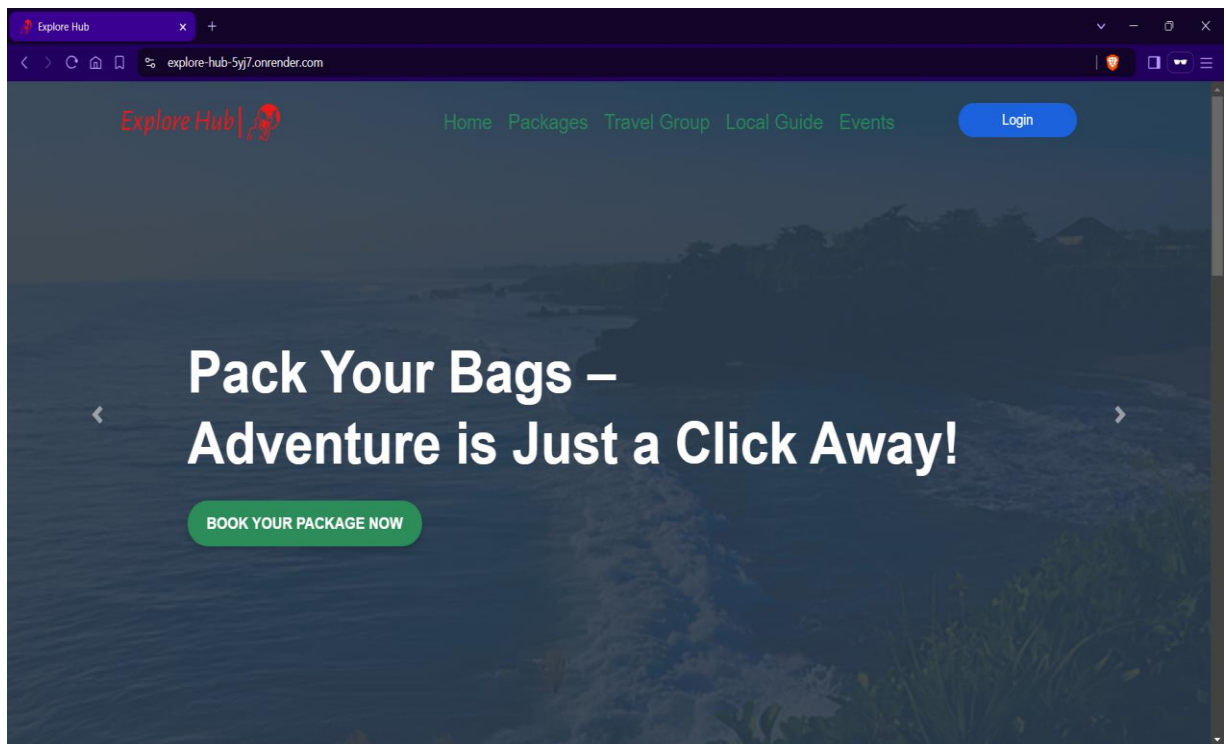 Explore Hub
explore-hub-5yj7.onrender.com
Explore Hub
Home Packages Travel Group Local Guide Events Login
Pack Your Bags –
Adventure is Just a Click Away!
BOOK YOUR PACKAGE NOW